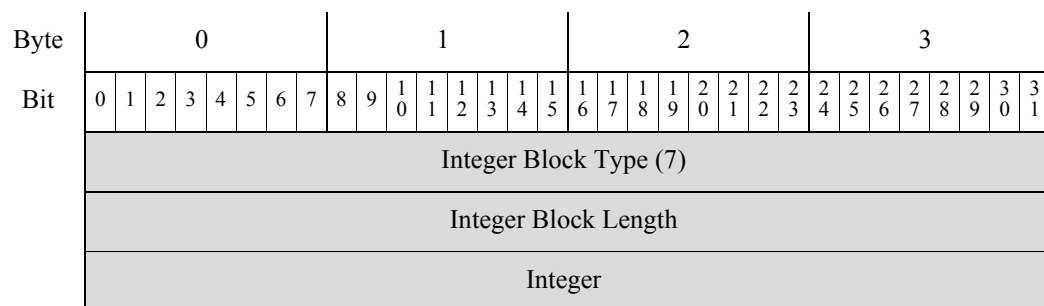 Byte 0 1 2 3
Bit 0 1 2 3 4 5 6 7 8 9 10 11 12 13 14 15 16 17 18 19 20 21 22 23 24 25 26 27 28 29 30 31
Integer Block Type (7)
Integer Block Length
Integer